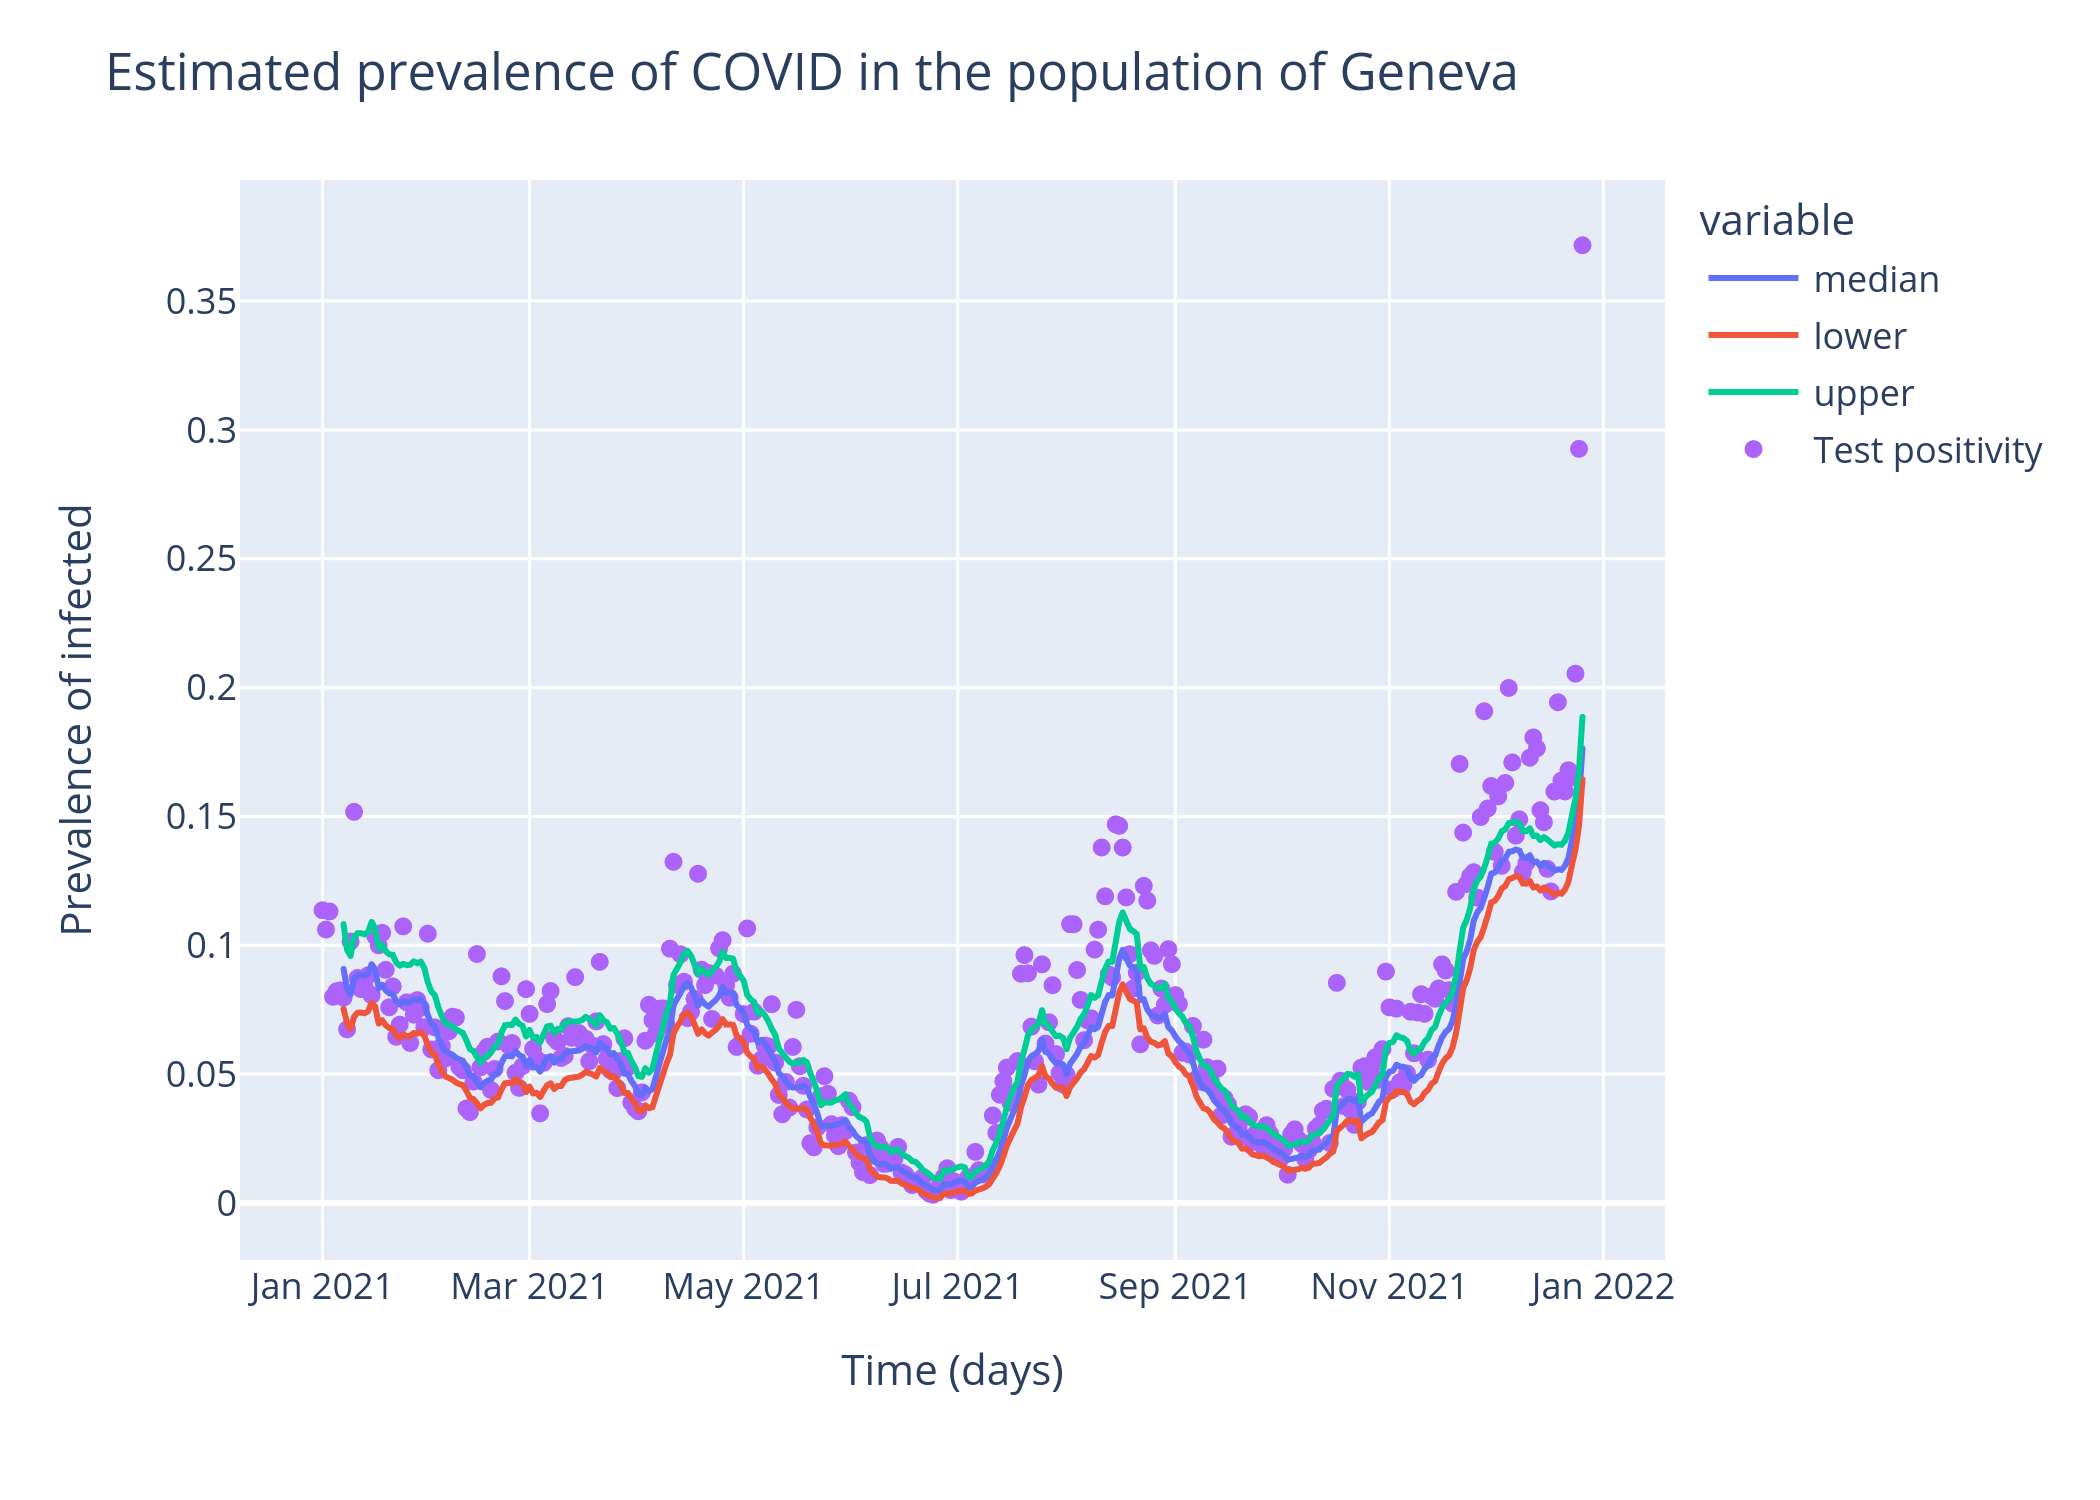 Estimated prevalence of COVID in the population of Geneva
variable
median
lower
upper
Test positivity
Prevalence of infected
0.35
0.3
0.25
0.2
0.15
0.1
0.05
0
Jan 2021 Mar 2021 May 2021 Jul 2021 Sep 2021 Nov 2021 Jan 2022
Time (days)